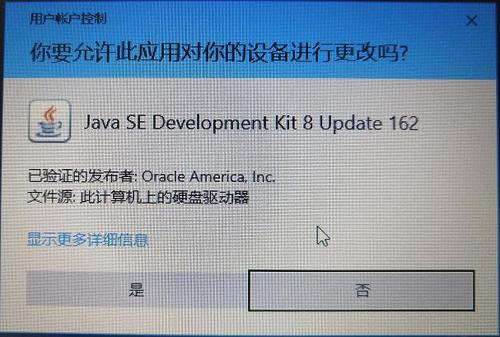 用户帐户控制
你要允许此应用对你的设备进行更改吗?
Java SE Development Kit 8 Update 162
已验证的发布者: Oracle America, Inc.
文件源: 此计算机上的硬盘驱动器
显示更多详细信息
是
否